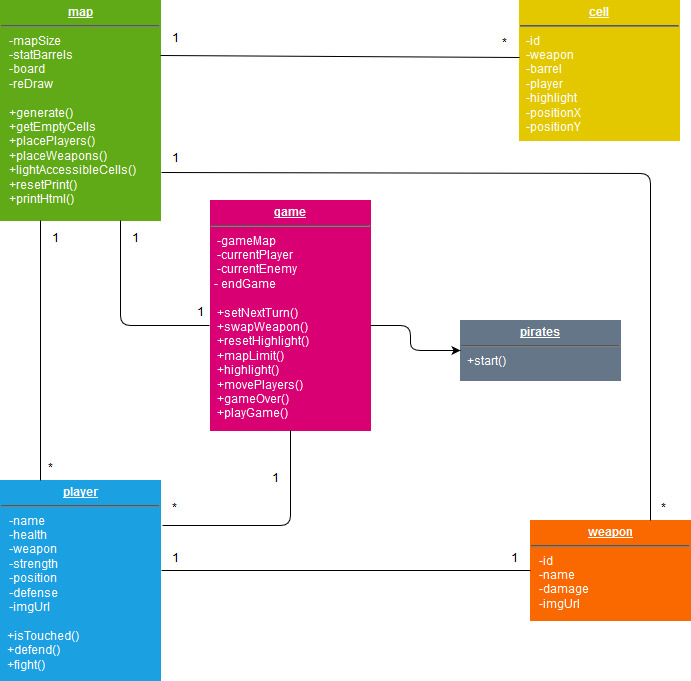 map
-mapSize
-statBarrels
-board
-reDraw
+generate()
+getEmptyCells
+placePlayers()
+placeWeapons()
+lightAccessibleCells()
+resetPrint()
+printHtml()
1
*
cell
-id
-weapon
-barrel
-player
-highlight
-positionX
-positionY
1
1
1
1
game
-gameMap
-currentPlayer
-currentEnemy
- endGame
+setNextTurn()
+swapWeapon()
+resetHighlight()
+mapLimit()
+highlight()
+movePlayers()
+gameOver()
+playGame()
pirates
+start()
*
1
*
*
player
-name
-health
-weapon
-strength
-position
-defense
-imgUrl
+isTouched()
+defend()
+fight()
1
1
weapon
-id
-name
-damage
-imgUrl